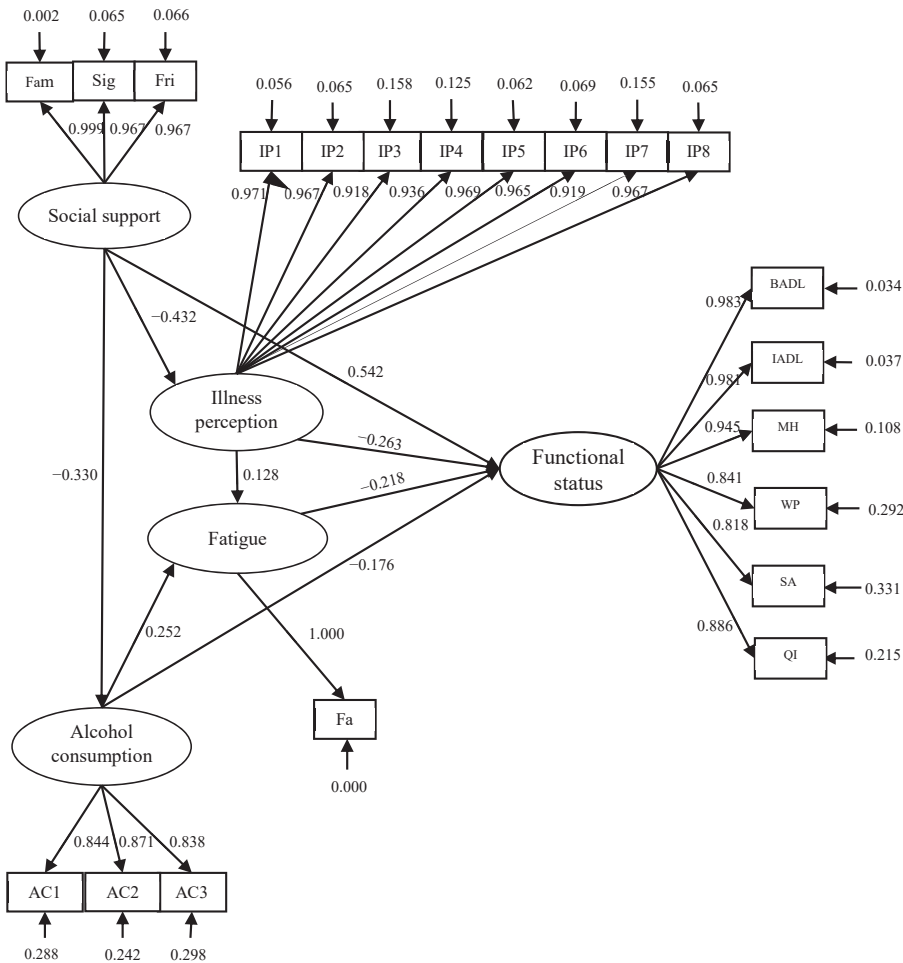 0.002 0.065 0.066
Fam Sig Fri
0.999 0.967 0.967
0.056 0.065 0.158 0.125 0.062 0.069 0.155 0.065
IP1 IP2 IP3 IP4 IP5 IP6 IP7 IP8
0.971 0.967 0.918 0.936 0.969 0.965 0.919 0.967
Social support
−0.432
0.542
Illness
perception
−0.263
−0.330
0.128
−0.218
Fatigue
−0.176
0.252
1.000
Functional
status
0.983 BADL 0.034
0.981 IADL 0.037
0.945 MH 0.108
0.841 WP 0.292
0.818 SA 0.331
0.886 QI 0.215
Fa
0.000
Alcohol
consumption
0.844 0.871 0.838
AC1 AC2 AC3
0.288 0.242 0.298